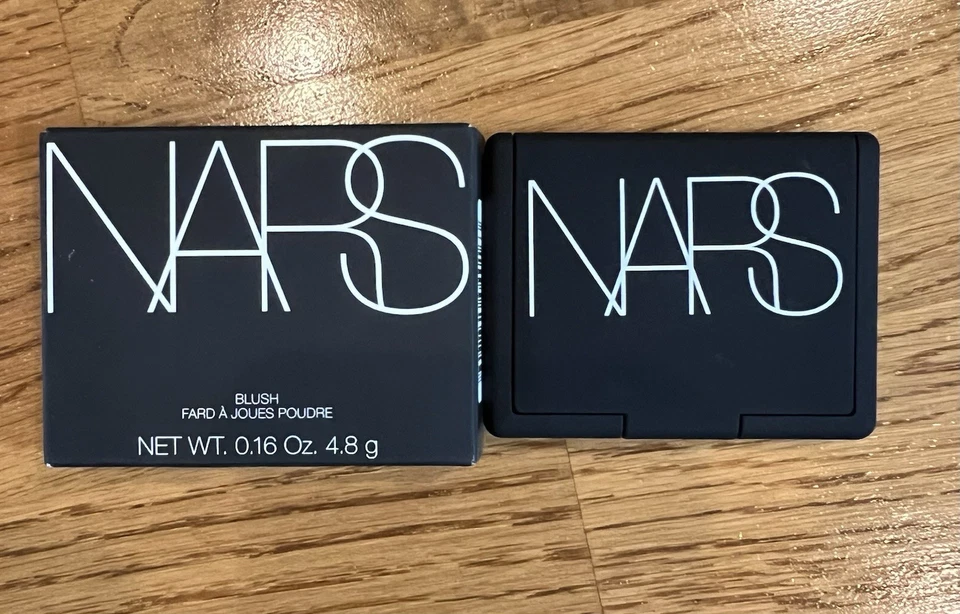 NARS
BLUSH
FARD À JOUES POUDRE
NET WT. 0.16 Oz. 4.8 g
NARS